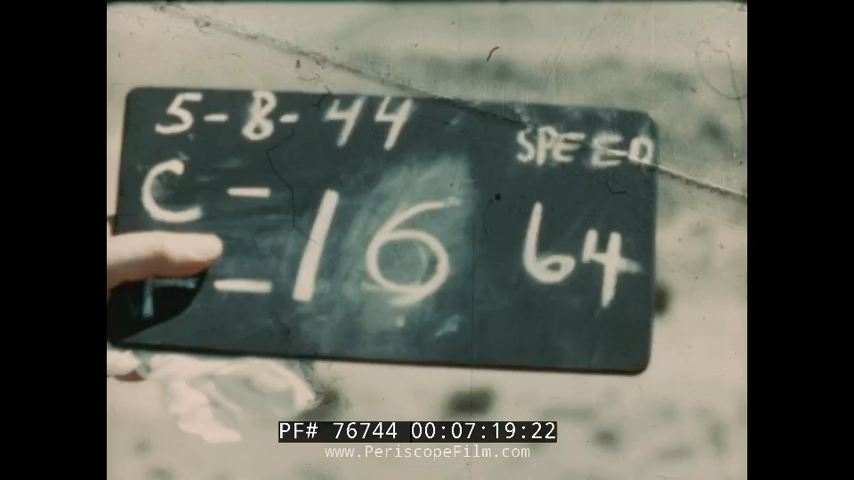 5-8-44
SPEED
C -
16
64
F -
PF# 76744 00:07:19:22
www.PeriscopeFilm.com